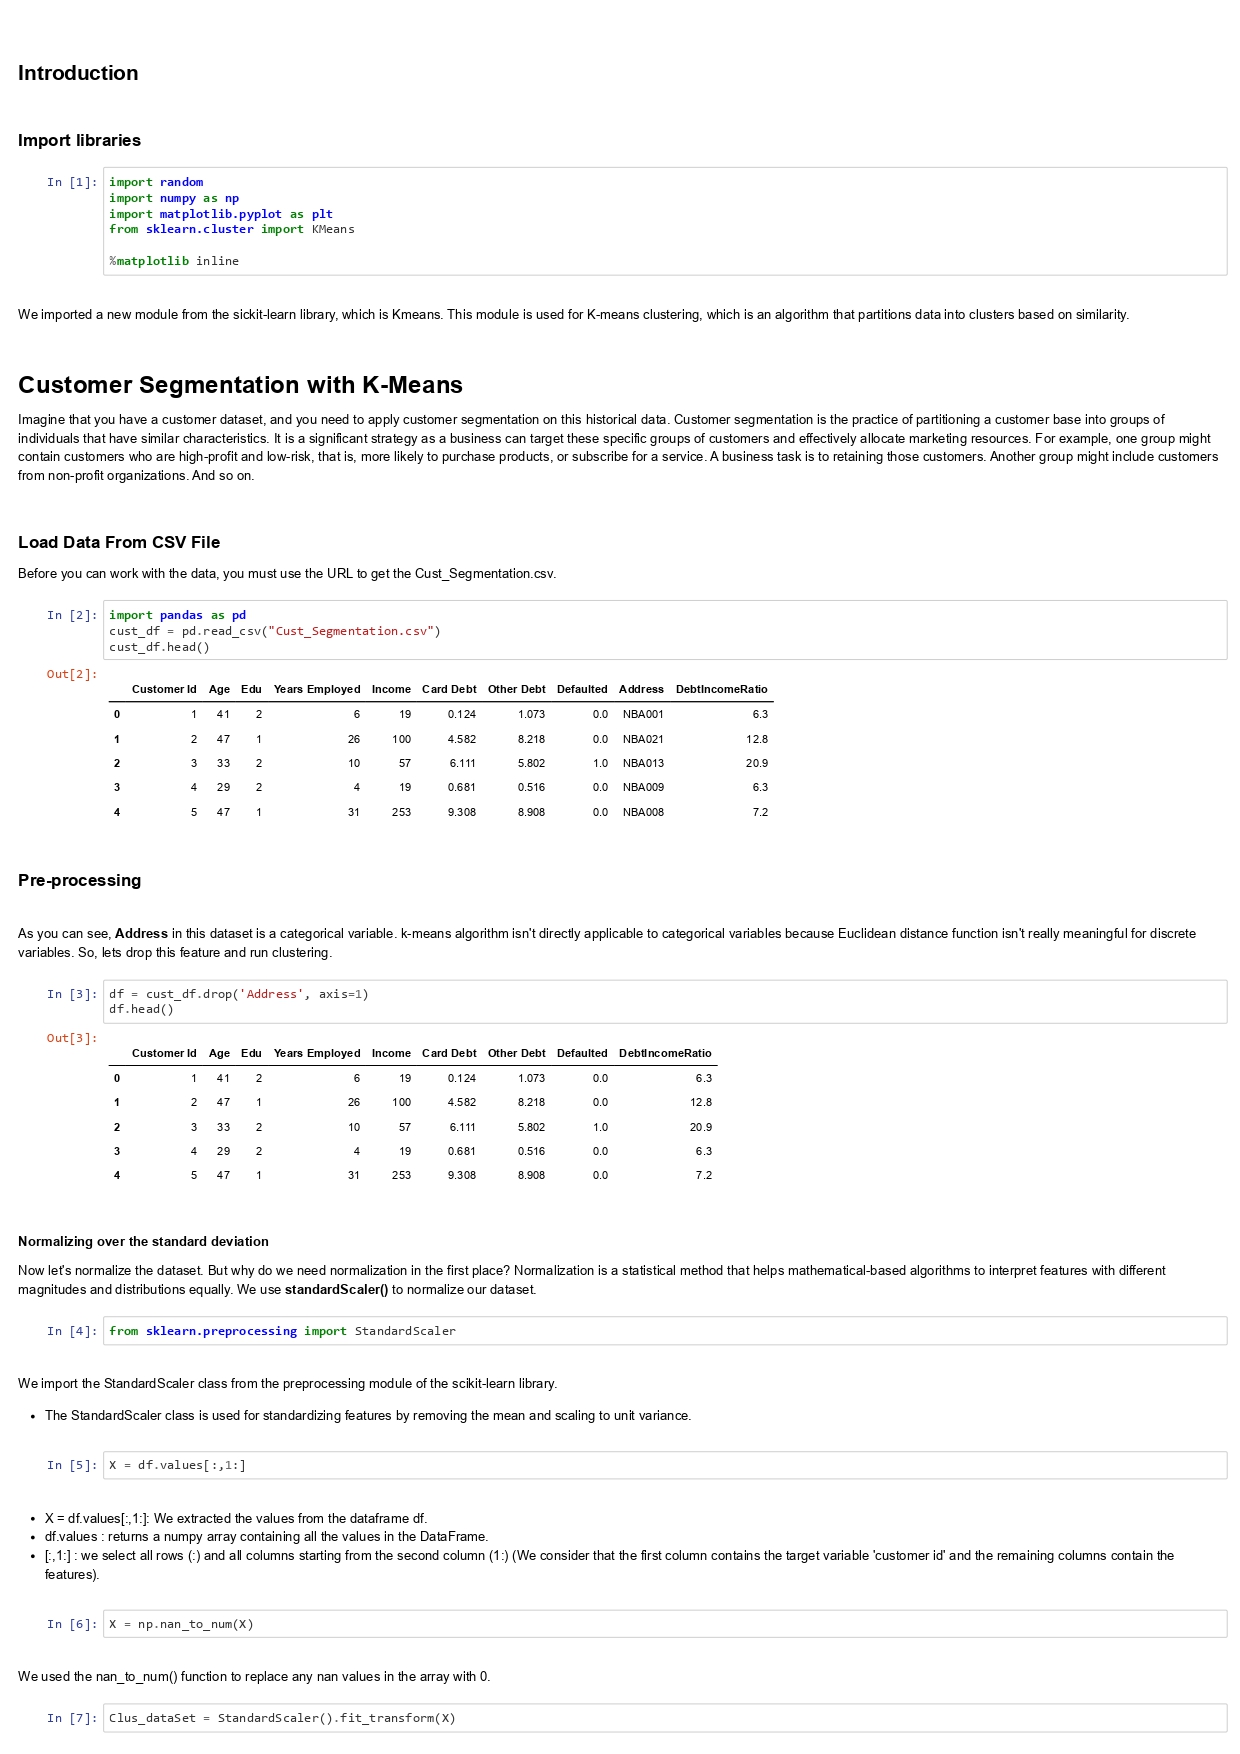 Introduction
Import libraries
In [1]: import random
import numpy as np
import matplotlib.pyplot as plt
from sklearn.cluster import KMeans
%matplotlib inline
We imported a new module from the sickit-learn library, which is Kmeans. This module is used for K-means clustering, which is an algorithm that partitions data into clusters based on similarity.
Customer Segmentation with K-Means
Imagine that you have a customer dataset, and you need to apply customer segmentation on this historical data. Customer segmentation is the practice of partitioning a customer base into groups of
individuals that have similar characteristics. It is a significant strategy as a business can target these specific groups of customers and effectively allocate marketing resources. For example, one group might
contain customers who are high-profit and low-risk, that is, more likely to purchase products, or subscribe for a service. A business task is to retaining those customers. Another group might include customers
from non-profit organizations. And so on.
Load Data From CSV File
Before you can work with the data, you must use the URL to get the Cust_Segmentation.csv.
In [2]: import pandas as pd
cust_df = pd.read_csv("Cust_Segmentation.csv")
cust_df.head()
Out[2]:
Customer Id Age Edu Years Employed Income Card Debt Other Debt Defaulted Address DebtIncomeRatio
0 1 41 2 6 19 0.124 1.073 0.0 NBA001 6.3
1 2 47 1 26 100 4.582 8.218 0.0 NBA021 12.8
2 3 33 2 10 57 6.111 5.802 1.0 NBA013 20.9
3 4 29 2 4 19 0.681 0.516 0.0 NBA009 6.3
4 5 47 1 31 253 9.308 8.908 0.0 NBA008 7.2
Pre-processing
As you can see, Address in this dataset is a categorical variable. k-means algorithm isn't directly applicable to categorical variables because Euclidean distance function isn't really meaningful for discrete
variables. So, lets drop this feature and run clustering.
In [3]: df = cust_df.drop('Address', axis=1)
df.head()
Out[3]:
Customer Id Age Edu Years Employed Income Card Debt Other Debt Defaulted DebtIncomeRatio
0 1 41 2 6 19 0.124 1.073 0.0 6.3
1 2 47 1 26 100 4.582 8.218 0.0 12.8
2 3 33 2 10 57 6.111 5.802 1.0 20.9
3 4 29 2 4 19 0.681 0.516 0.0 6.3
4 5 47 1 31 253 9.308 8.908 0.0 7.2
Normalizing over the standard deviation
Now let's normalize the dataset. But why do we need normalization in the first place? Normalization is a statistical method that helps mathematical-based algorithms to interpret features with different
magnitudes and distributions equally. We use standardScaler() to normalize our dataset.
In [4]: from sklearn.preprocessing import StandardScaler
We import the StandardScaler class from the preprocessing module of the scikit-learn library.
• The StandardScaler class is used for standardizing features by removing the mean and scaling to unit variance.
In [5]: X = df.values[:,1:]
• X = df.values[:,1:]: We extracted the values from the dataframe df.
• df.values : returns a numpy array containing all the values in the DataFrame.
• [:,1:] : we select all rows (:) and all columns starting from the second column (1:) (We consider that the first column contains the target variable 'customer id' and the remaining columns contain the
features).
In [6]: X = np.nan_to_num(X)
We used the nan_to_num() function to replace any nan values in the array with 0.
In [7]: Clus_dataSet = StandardScaler().fit_transform(X)